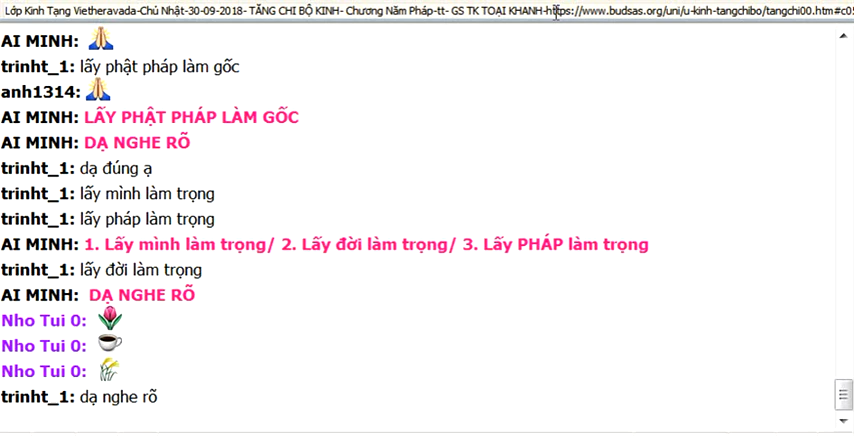 Lớp Kinh Tạng Vietheravada-Chủ Nhật-30-09-2018- TĂNG CHI BỘ KINH- Chương Năm Pháp-tt- GS TK TOẠI KHANH-https://www.budsas.org/uni/u-kinh-tangchibo/tangchi00.htm#c05
AI MINH:
trinht_1: lấy phật pháp làm gốc
anh1314:
AI MINH: LẤY PHẬT PHÁP LÀM GỐC
AI MINH: DẠ NGHE RÕ
trinht_1: dạ đúng ạ
trinht_1: lấy mình làm trọng
trinht_1: lấy pháp làm trọng
AI MINH: 1. Lấy mình làm trọng/ 2. Lấy đời làm trọng/ 3. Lấy PHÁP làm trọng
trinht_1: lấy đời làm trọng
AI MINH: DẠ NGHE RÕ
Nho Tui 0:
Nho Tui 0:
Nho Tui 0:
trinht_1: dạ nghe rõ